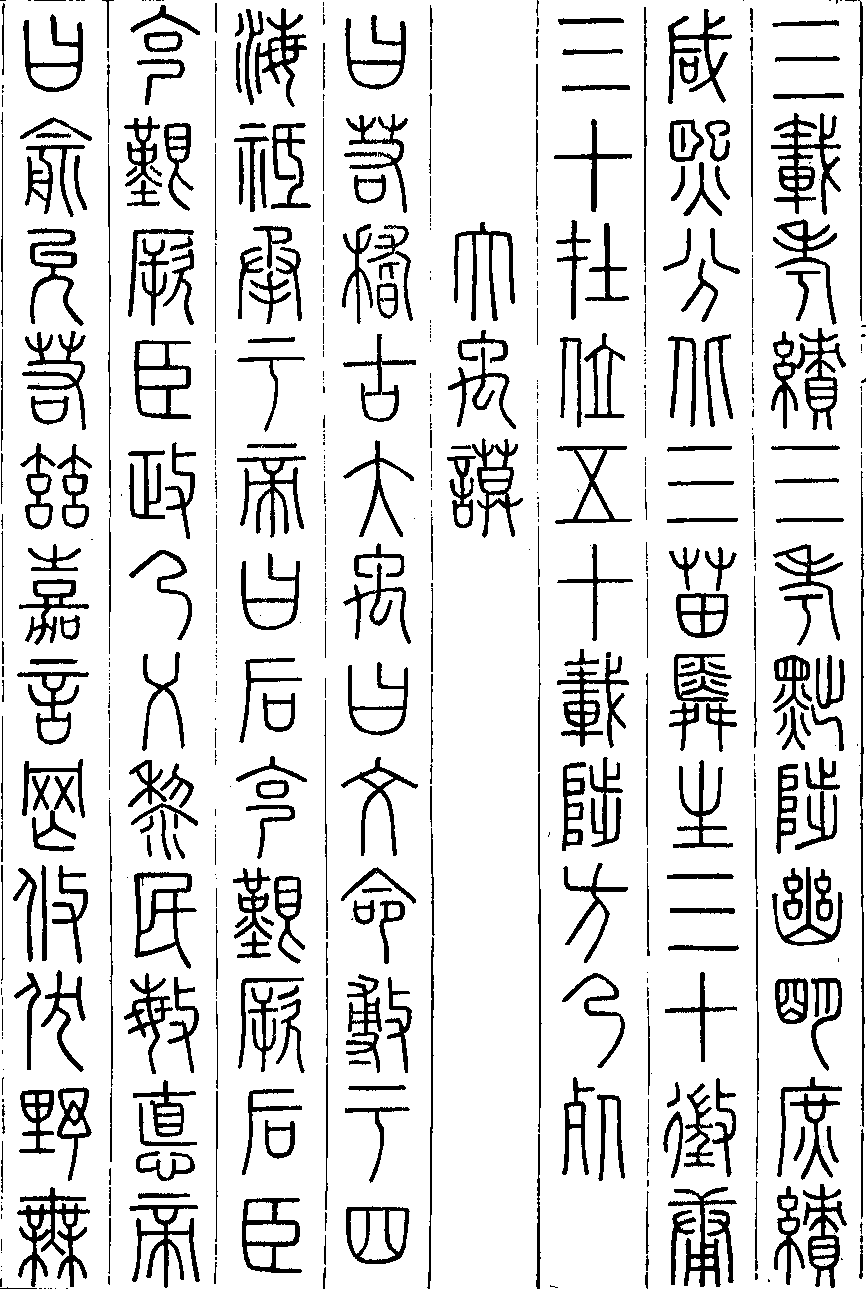 三載考績三考黜陟幽明庶績
咸熙分北三苗舜生三十徵庸
三十在位五十載陟方乃死
大禹謨
曰若稽古大禹曰文命敷于四
海祗承于帝曰后克艱厥后臣
克艱厥臣政乃乂黎民敏德帝
曰俞允若茲嘉言罔攸伏野無